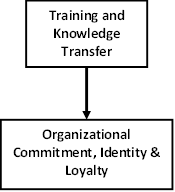 Training and
Knowledge
Transfer
Organizational
Commitment, Identity &
Loyalty